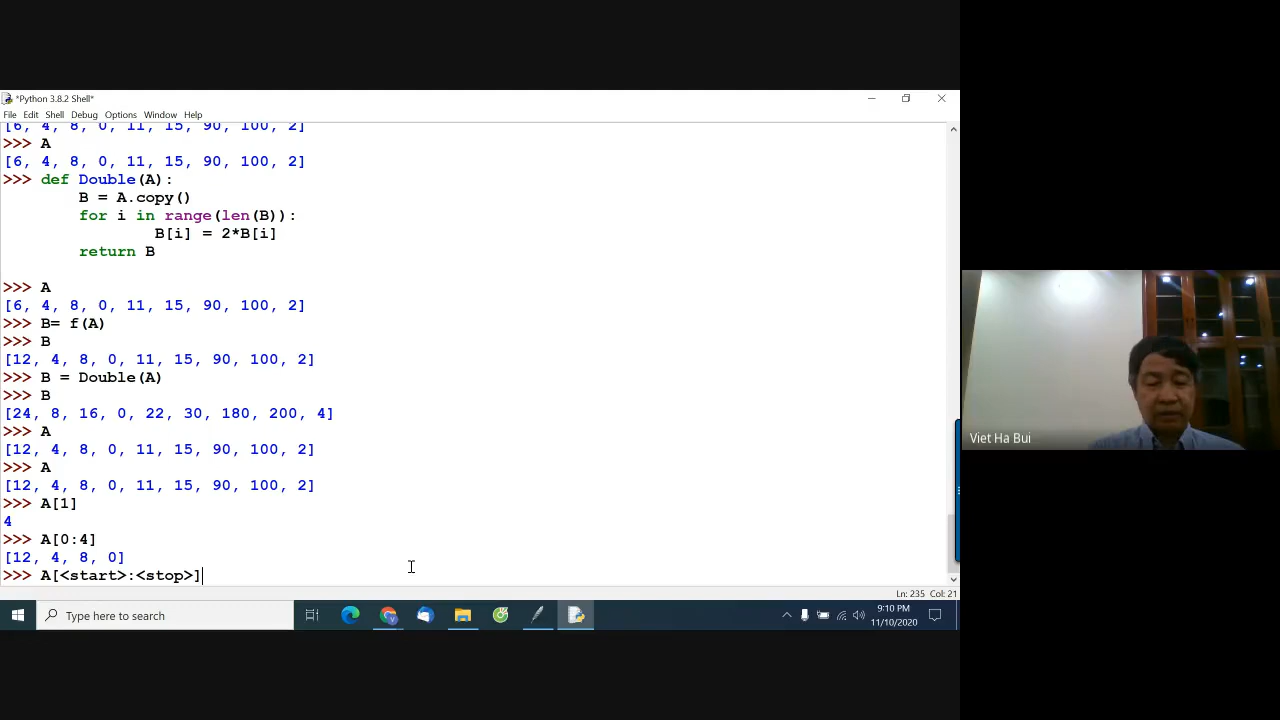 *Python 3.8.2 Shell*
File Edit Shell Debug Options Window Help
[6, 4, 8, 0, 11, 15, 90, 100, 2]
>>> A
[6, 4, 8, 0, 11, 15, 90, 100, 2]
>>> def Double(A):
        B = A.copy()
        for i in range(len(B)):
                B[i] = 2*B[i]
        return B
>>> A
[6, 4, 8, 0, 11, 15, 90, 100, 2]
>>> B= f(A)
>>> B
[12, 4, 8, 0, 11, 15, 90, 100, 2]
>>> B = Double(A)
>>> B
[24, 8, 16, 0, 22, 30, 180, 200, 4]
>>> A
[12, 4, 8, 0, 11, 15, 90, 100, 2]
>>> A
[12, 4, 8, 0, 11, 15, 90, 100, 2]
>>> A[1]
4
>>> A[0:4]
[12, 4, 8, 0]
>>> A[<start>:<stop>]
Ln: 235 Col: 21
Type here to search
9:10 PM
11/10/2020
Viet Ha Bui